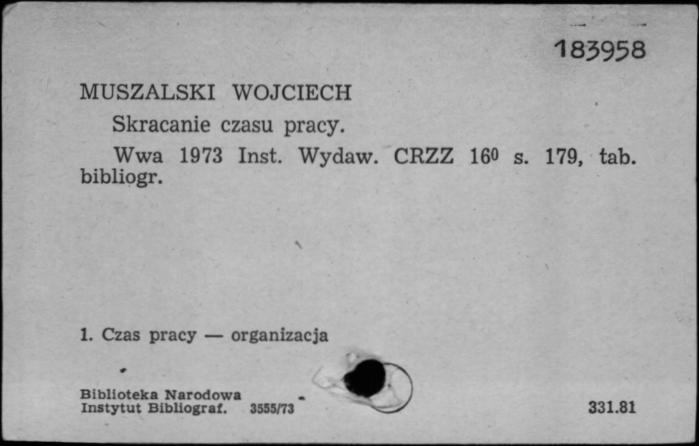 183958
MUSZALSKI WOJCIECH
Skracanie czasu pracy.
Wwa 1973 Inst. Wydaw. CRZZ 16⁰ s. 179, tab.
bibliogr.
1. Czas pracy — organizacja
Biblioteka Narodowa
Instytut Bibliograf. 3555/73
331.81